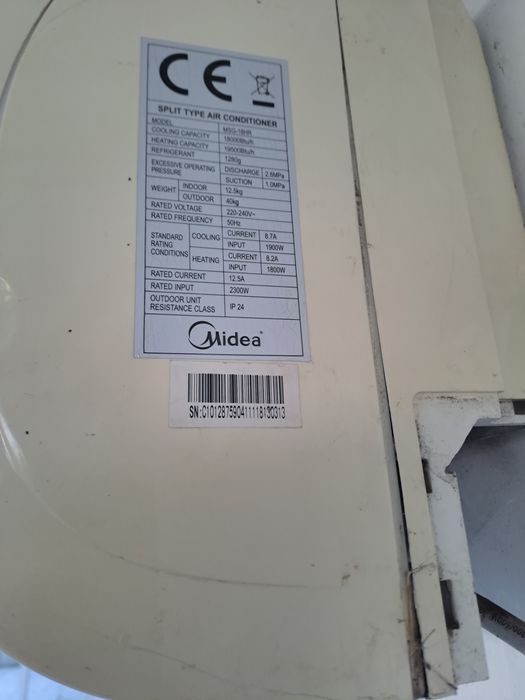 CE
SPLIT TYPE AIR CONDITIONER
MODEL MSG-18HR
COOLING CAPACITY 18000Btu/h
HEATING CAPACITY 19500Btu/h
REFRIGERANT 1280g
EXCESSIVE OPERATING PRESSURE DISCHARGE 2.6MPa
SUCTION 1.0MPa
WEIGHT INDOOR 12.5kg
OUTDOOR 40kg
RATED VOLTAGE 220-240V~
RATED FREQUENCY 50Hz
STANDARD RATING CONDITIONS COOLING CURRENT 8.7A
INPUT 1900W
HEATING CURRENT 8.2A
INPUT 1800W
RATED CURRENT 12.5A
RATED INPUT 2300W
OUTDOOR UNIT RESISTANCE CLASS IP 24
Midea
SN:C101287590411118130313